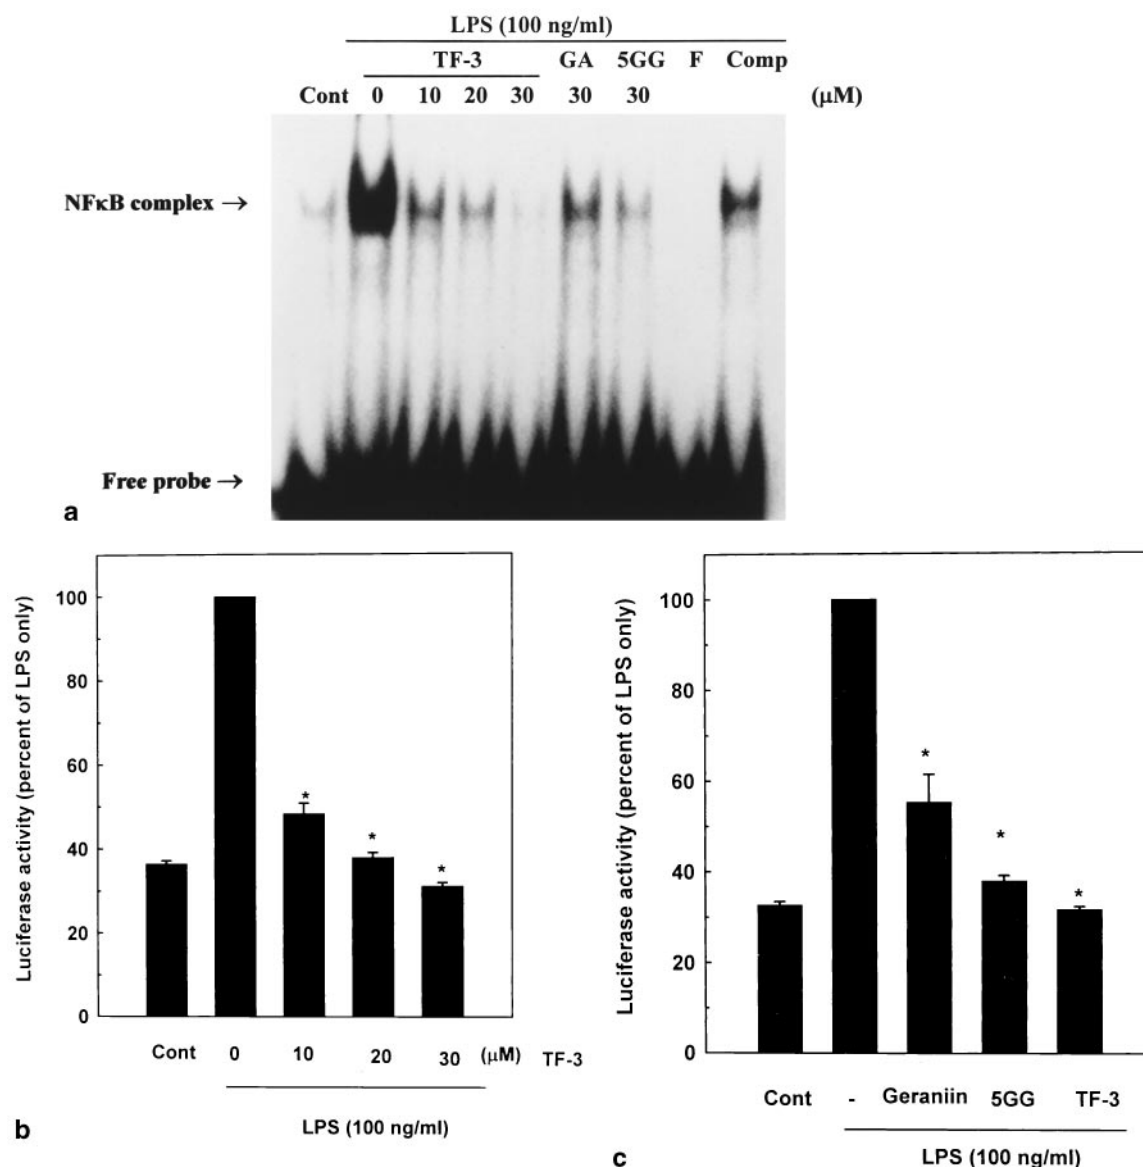 LPS (100 ng/ml)
TF-3 GA 5GG F Comp
Cont 0 10 20 30 30 30 (μM)
NFκB complex →
Free probe →
a
Luciferase activity (percent of LPS only)
100
80
60
40
20
0
* * *
Cont 0 10 20 30 (μM) TF-3
LPS (100 ng/ml)
b
Luciferase activity (percent of LPS only)
100
80
60
40
20
0
* * *
Cont - Geraniin 5GG TF-3
LPS (100 ng/ml)
c